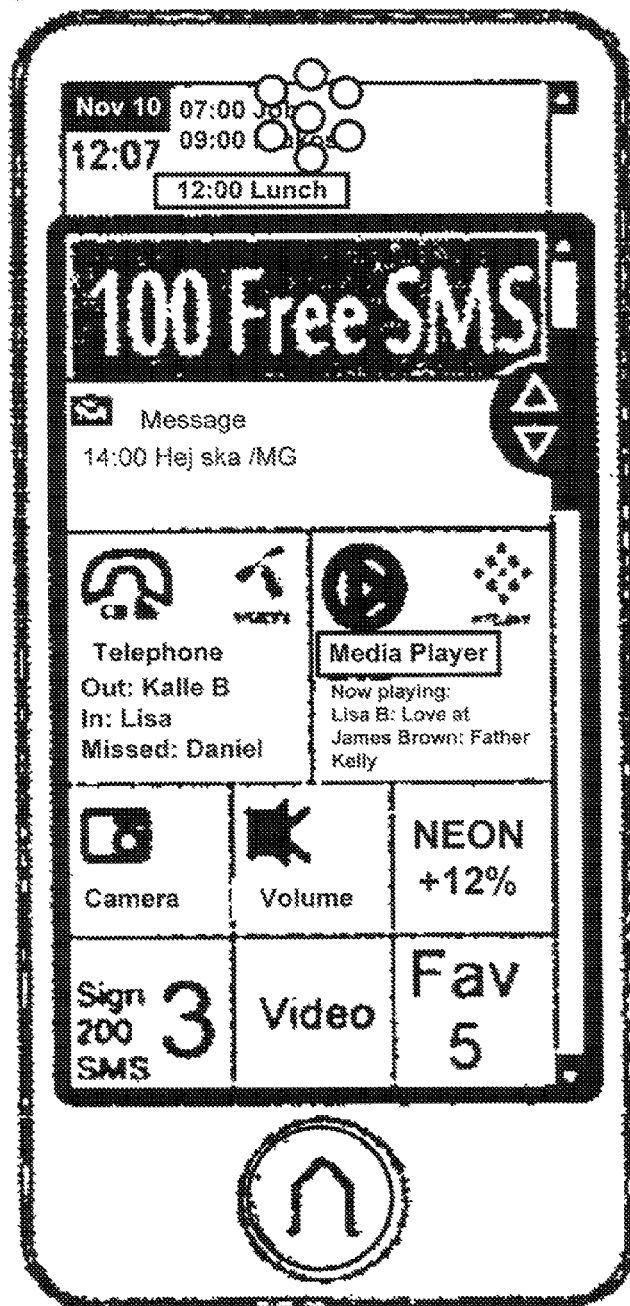 Nov 10
12:07
07:00
09:00
12:00 Lunch
100 Free SMS
Message
14:00 Hej ska /MG
Telephone
Out: Kalle B
In: Lisa
Missed: Daniel
Media Player
Now playing:
Lisa B: Love at
James Brown: Father
Kelly
Camera
Volume
NEON
+12%
Sign
200
SMS
3
Video
Fav
5